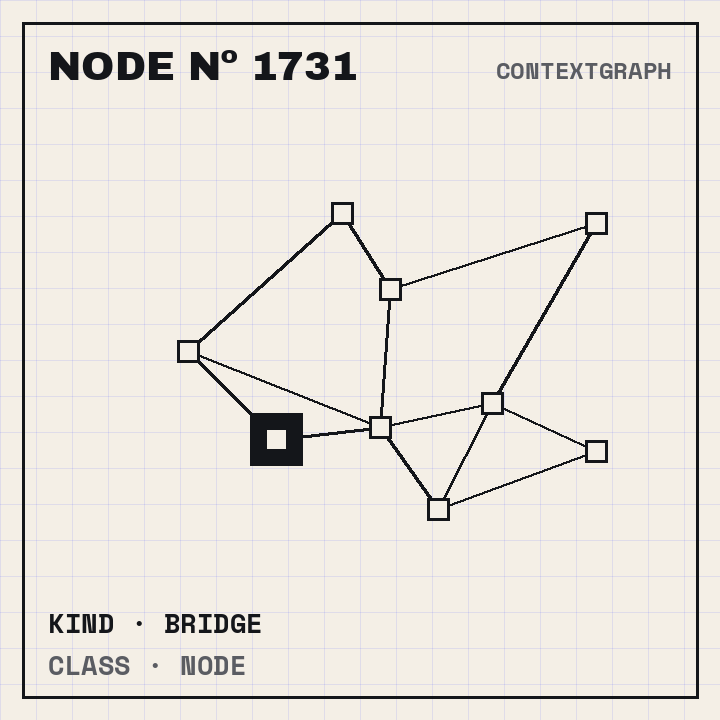 NODE Nº 1731
CONTEXTGRAPH
KIND · BRIDGE
CLASS · NODE